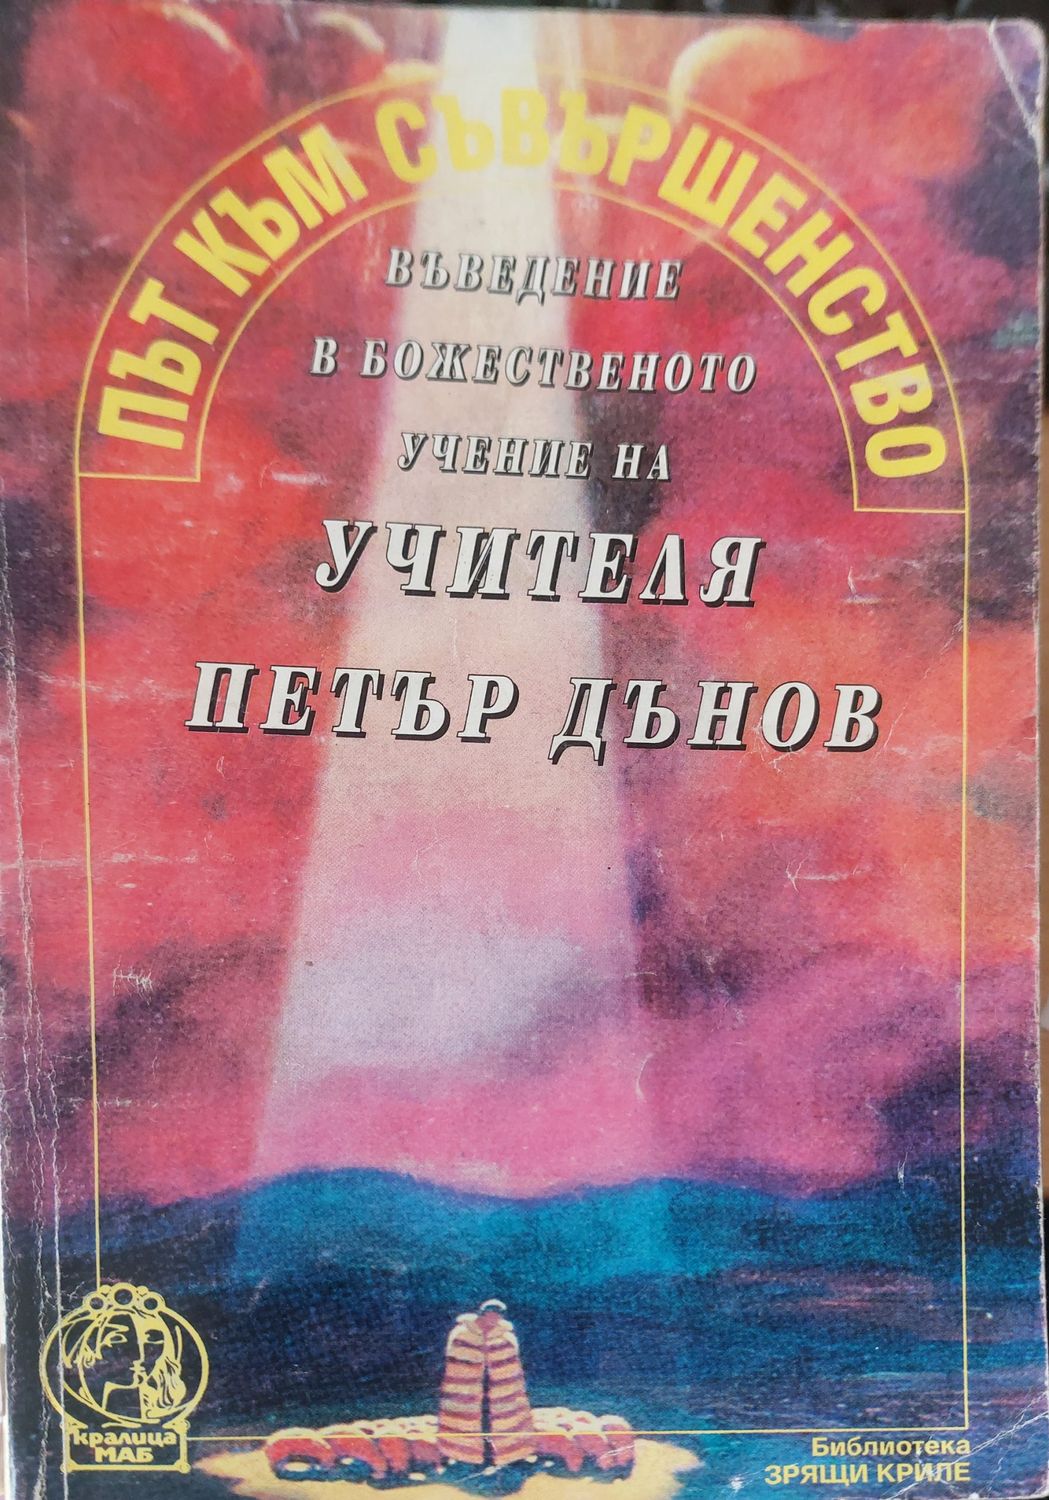 ПЪТ КЪМ СЪВЪРШЕНСТВО
ВЪВЕДЕНИЕ
В БОЖЕСТВЕНОТО
УЧЕНИЕ НА
УЧИТЕЛЯ
ПЕТЪР ДЪНОВ
кралица
МАБ
Библиотека
ЗРЯЩИ КРИЛЕ